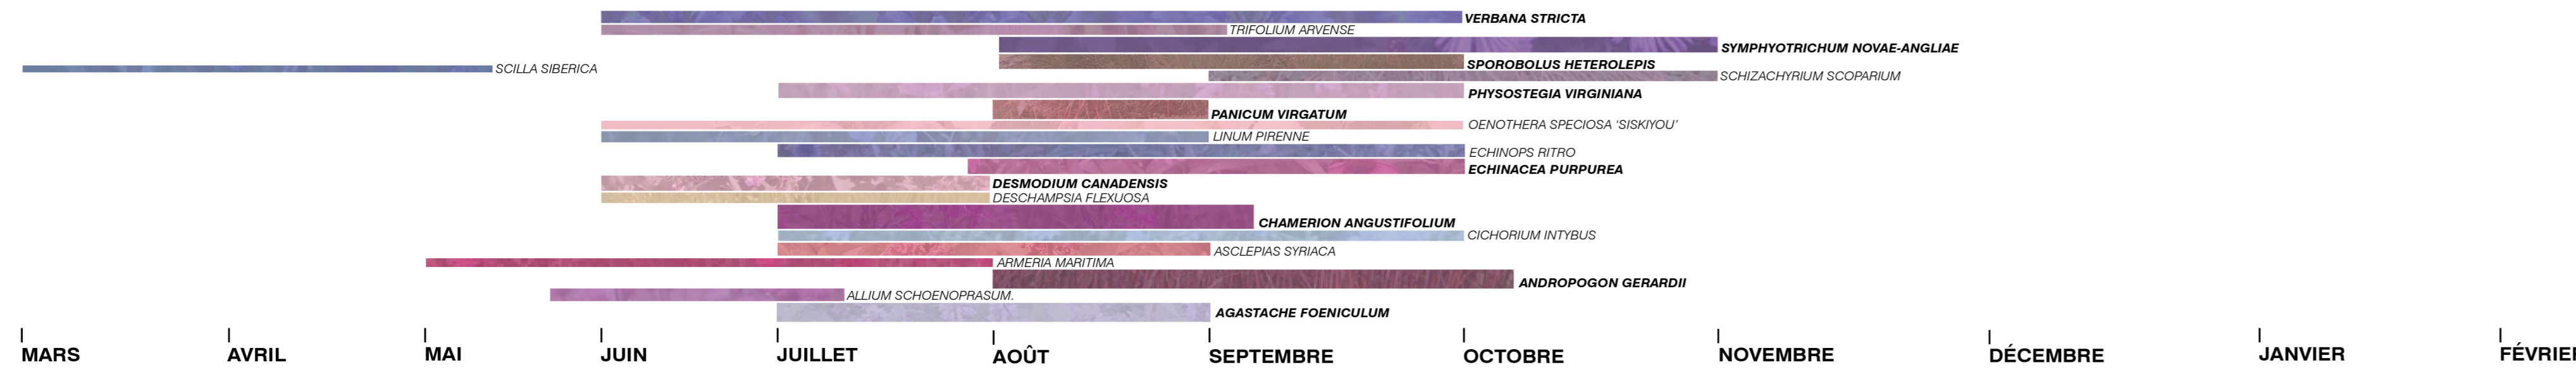 VERBANA STRICTA
TRIFOLIUM ARVENSE
SYMPHYOTRICHUM NOVAE-ANGLIAE
SPOROBOLUS HETEROLEPIS
SCILLA SIBERICA
SCHIZACHYRIUM SCOPARIUM
PHYSOSTEGIA VIRGINIANA
PANICUM VIRGATUM
OENOTHERA SPECIOSA ‘SISKIYOU’
LINUM PIRENNE
ECHINOPS RITRO
ECHINACEA PURPUREA
DESMODIUM CANADENSIS
DESCHAMPSIA FLEXUOSA
CHAMERION ANGUSTIFOLIUM
CICHORIUM INTYBUS
ASCLEPIAS SYRIACA
ARMERIA MARITIMA
ANDROPOGON GERARDII
ALLIUM SCHOENOPRASUM.
AGASTACHE FOENICULUM
MARS AVRIL MAI JUIN JUILLET AOÛT SEPTEMBRE OCTOBRE NOVEMBRE DÉCEMBRE JANVIER FÉVRIER